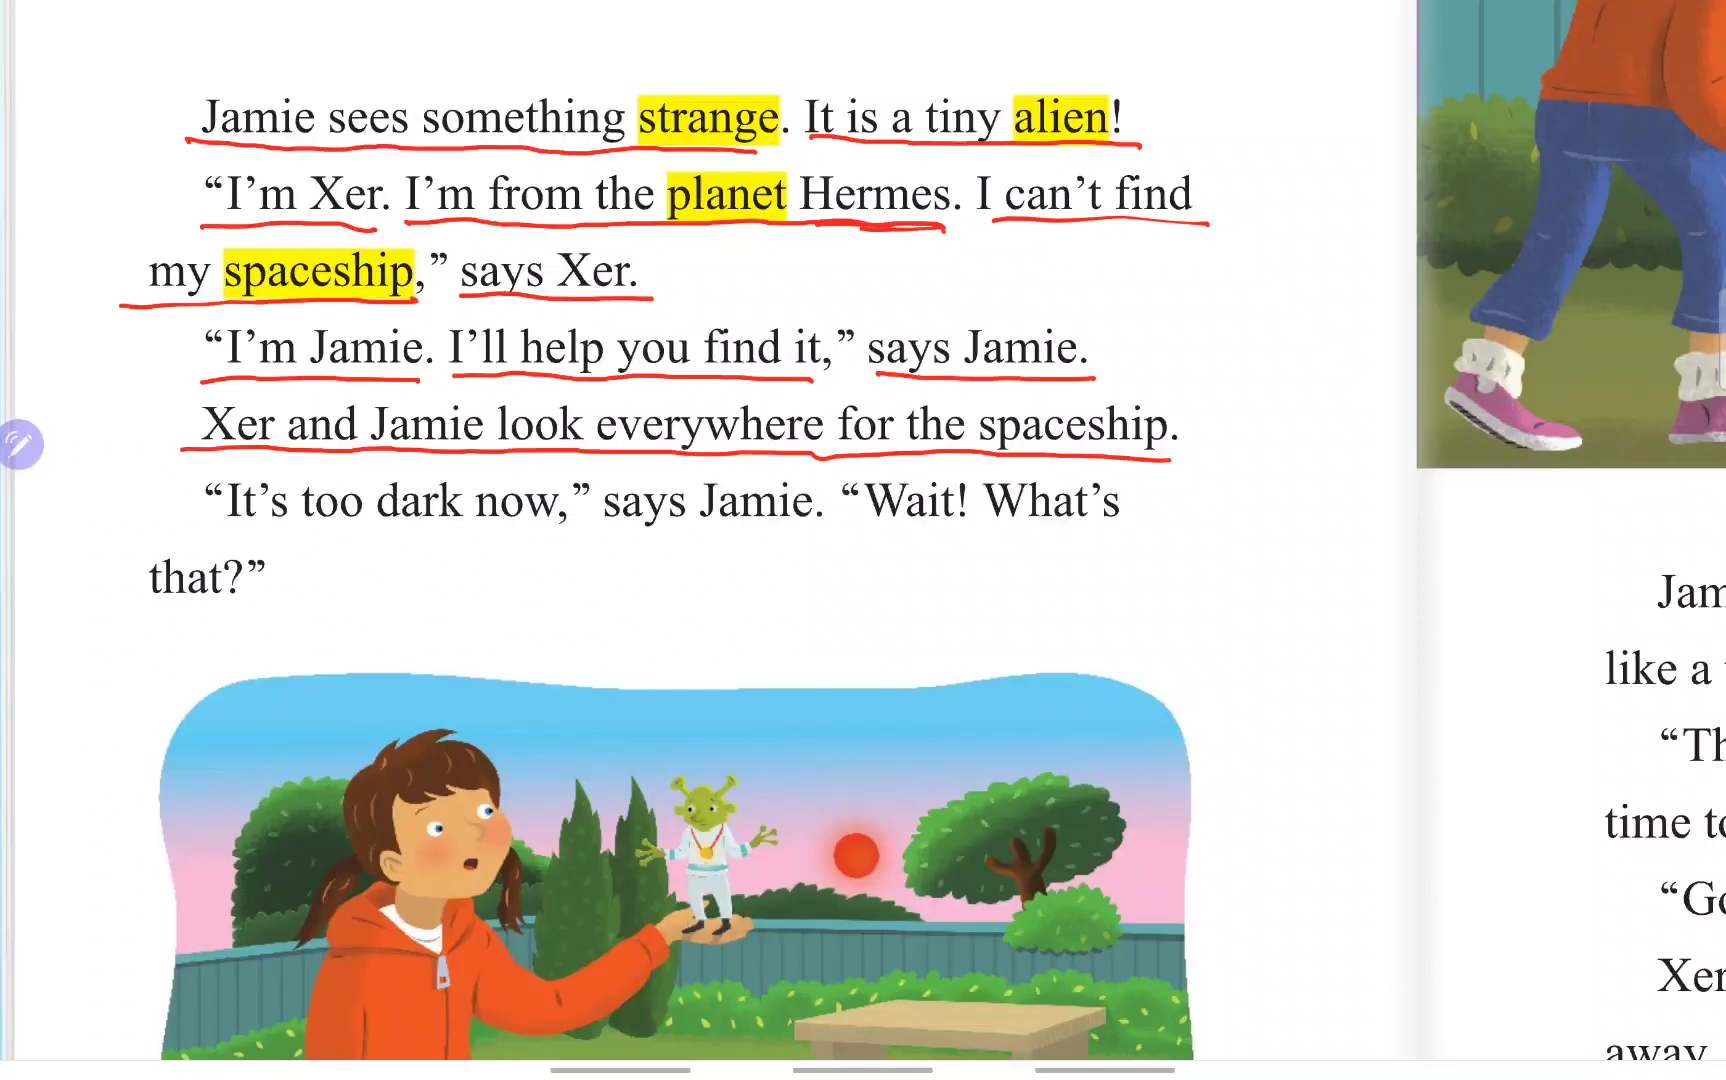 Jamie sees something strange. It is a tiny alien!
“I’m Xer. I’m from the planet Hermes. I can’t find
my spaceship,” says Xer.
“I’m Jamie. I’ll help you find it,” says Jamie.
Xer and Jamie look everywhere for the spaceship.
“It’s too dark now,” says Jamie. “Wait! What’s
that?”
like a
time
Xer
away